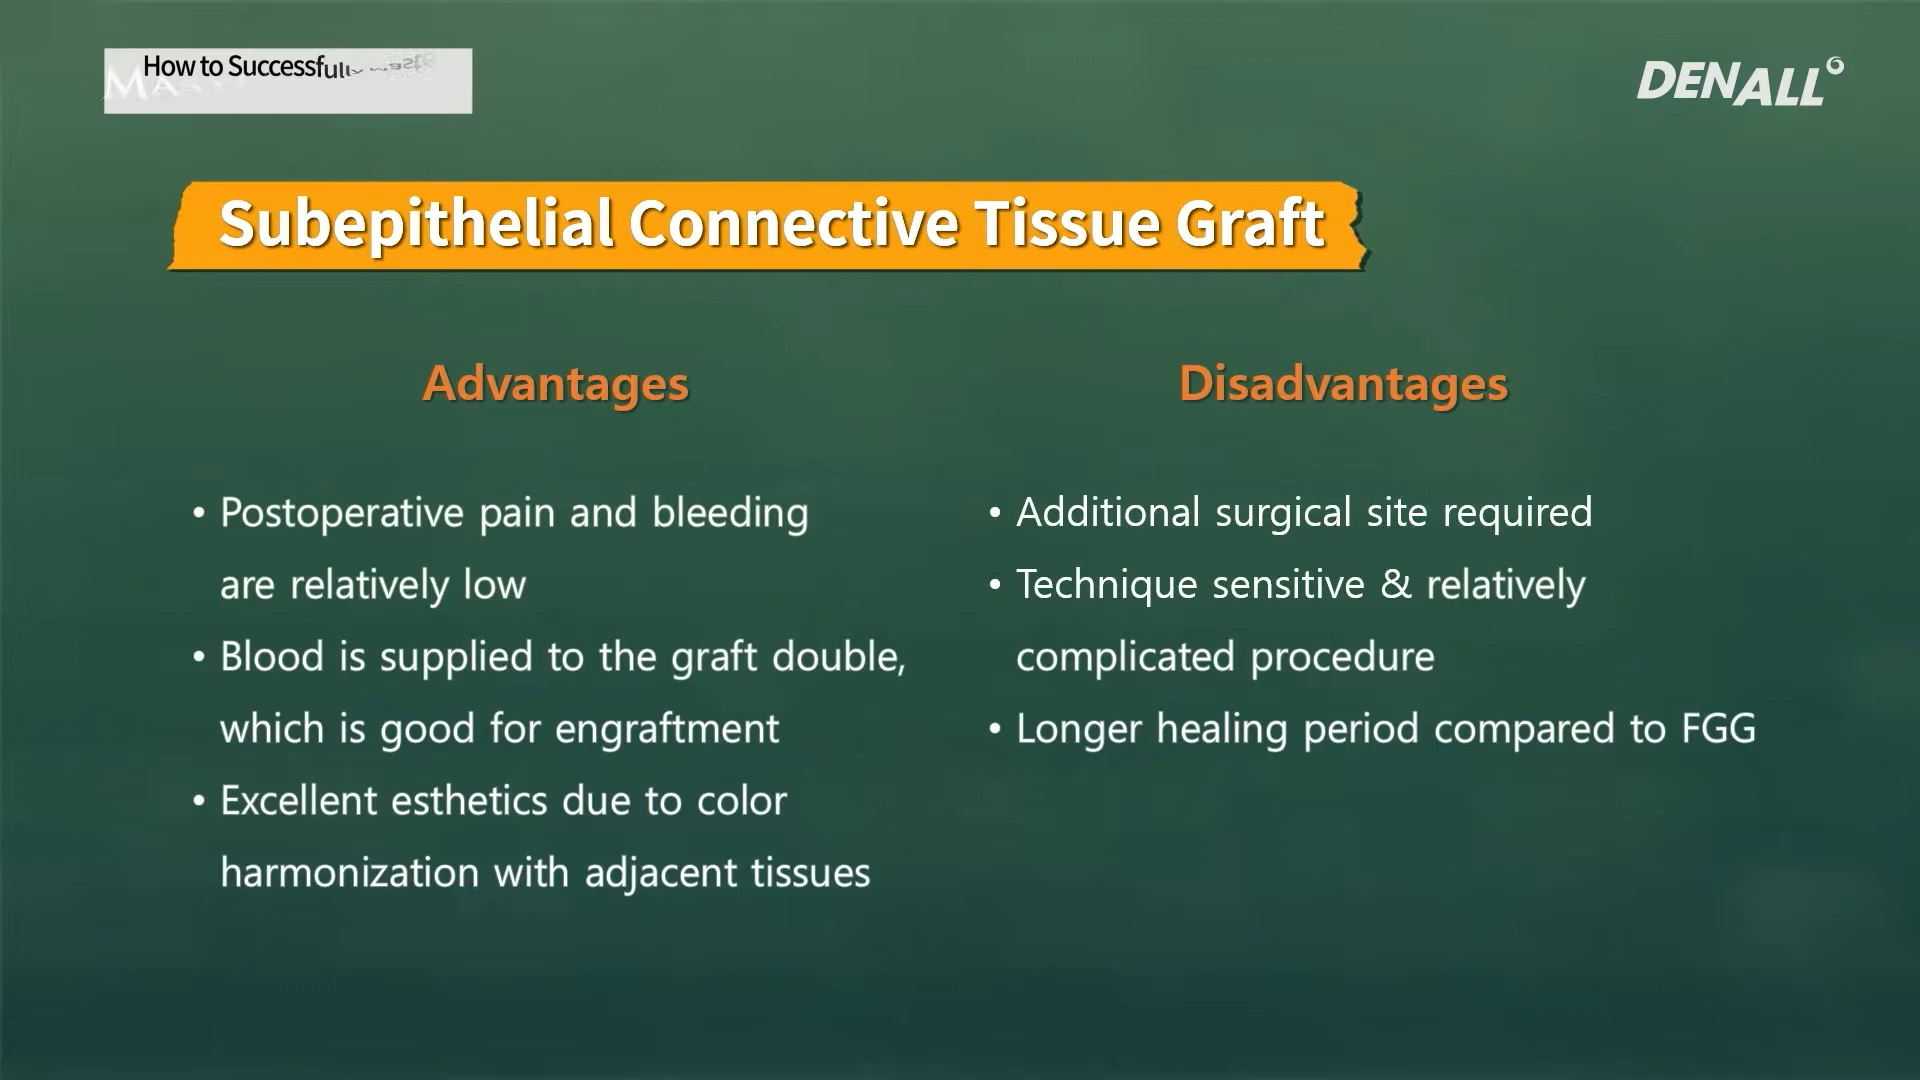 How to Successfully
DENALL
Subepithelial Connective Tissue Graft
Advantages
• Postoperative pain and bleeding
are relatively low
• Blood is supplied to the graft double,
which is good for engraftment
• Excellent esthetics due to color
harmonization with adjacent tissues
Disadvantages
• Additional surgical site required
• Technique sensitive & relatively
complicated procedure
• Longer healing period compared to FGG